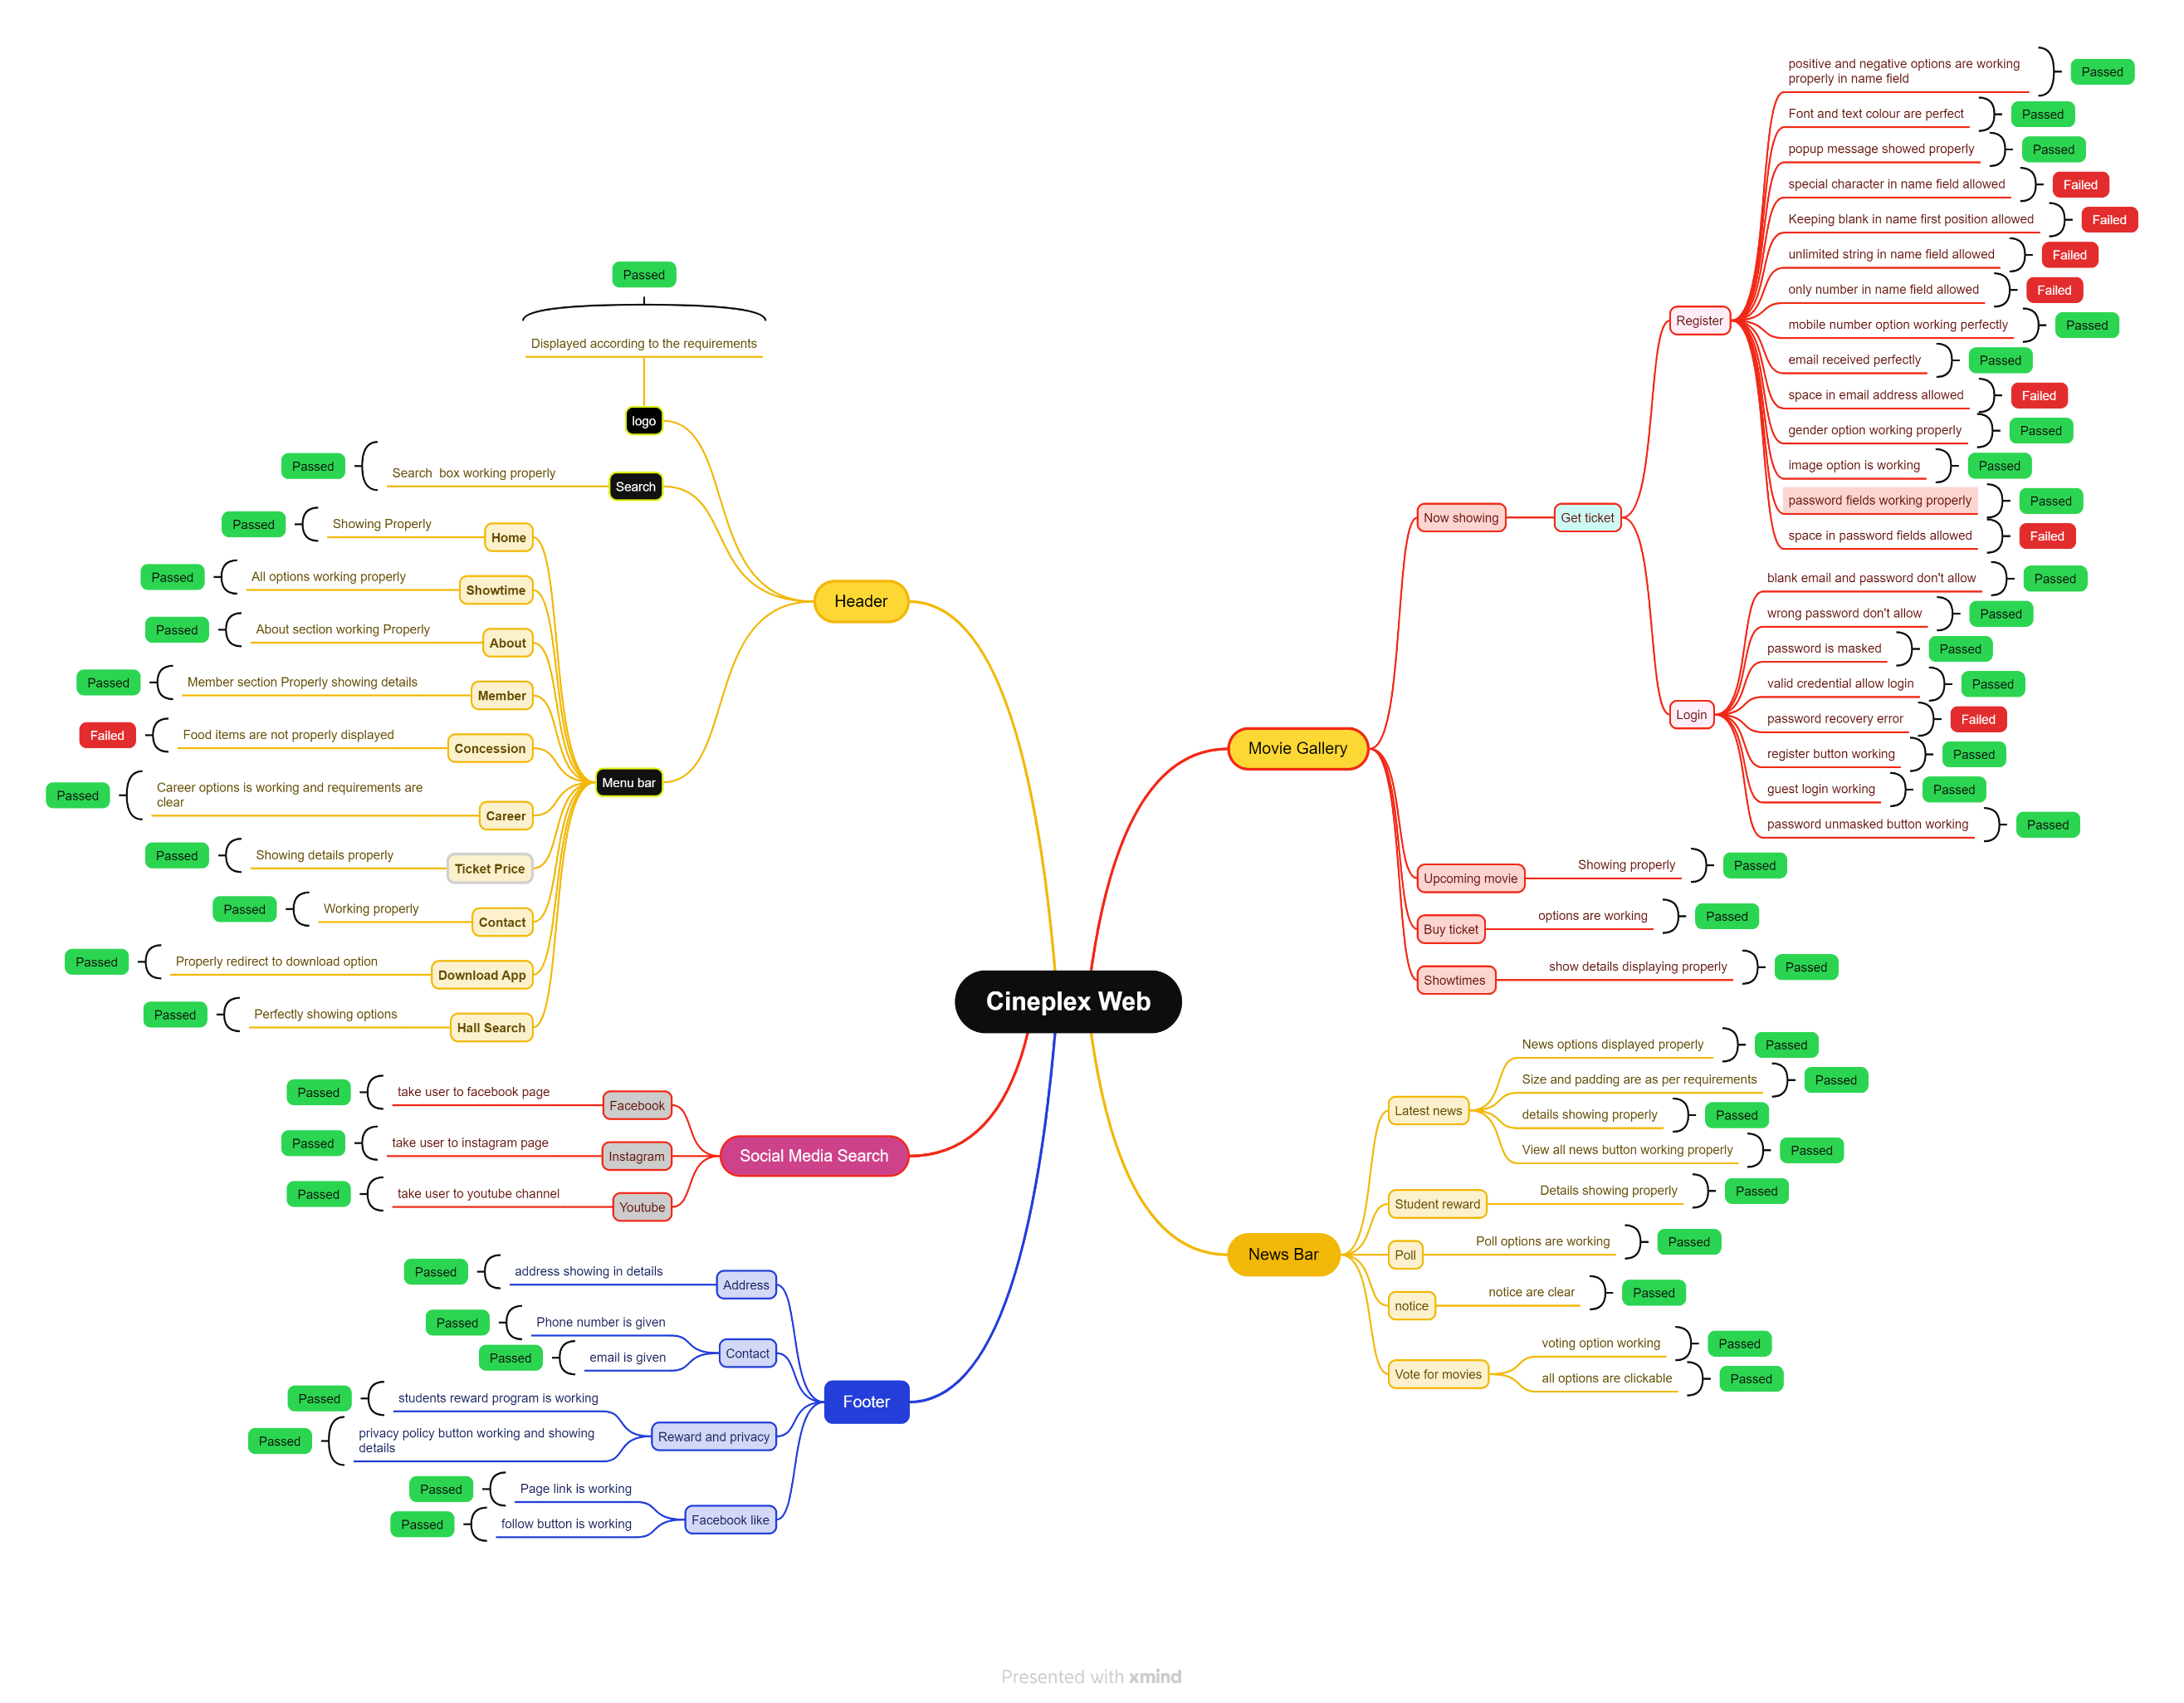 Cineplex Web
Header
logo
Displayed according to the requirements
Passed
Search
Search  box working properly
Passed
Menu bar
Home
Showing Properly
Passed
Showtime
All options working properly
Passed
About
About section working Properly
Passed
Member
Member section Properly showing details
Passed
Concession
Food items are not properly displayed
Failed
Career
Career options is working and requirements are
clear
Passed
Ticket Price
Showing details properly
Passed
Contact
Working properly
Passed
Download App
Properly redirect to download option
Passed
Hall Search
Perfectly showing options
Passed
Social Media Search
Facebook
take user to facebook page
Passed
Instagram
take user to instagram page
Passed
Youtube
take user to youtube channel
Passed
Footer
Address
address showing in details
Passed
Contact
Phone number is given
Passed
email is given
Passed
Reward and privacy
students reward program is working
Passed
privacy policy button working and showing
details
Passed
Facebook like
Page link is working
Passed
follow button is working
Passed
Movie Gallery
Now showing
Get ticket
Register
positive and negative options are working
properly in name field
Passed
Font and text colour are perfect
Passed
popup message showed properly
Passed
special character in name field allowed
Failed
Keeping blank in name first position allowed
Failed
unlimited string in name field allowed
Failed
only number in name field allowed
Failed
mobile number option working perfectly
Passed
email received perfectly
Passed
space in email address allowed
Failed
gender option working properly
Passed
image option is working
Passed
password fields working properly
Passed
space in password fields allowed
Failed
Login
blank email and password don't allow
Passed
wrong password don't allow
Passed
password is masked
Passed
valid credential allow login
Passed
password recovery error
Failed
register button working
Passed
guest login working
Passed
password unmasked button working
Passed
Upcoming movie
Showing properly
Passed
Buy ticket
options are working
Passed
Showtimes
show details displaying properly
Passed
News Bar
Latest news
News options displayed properly
Passed
Size and padding are as per requirements
Passed
details showing properly
Passed
View all news button working properly
Passed
Student reward
Details showing properly
Passed
Poll
Poll options are working
Passed
notice
notice are clear
Passed
Vote for movies
voting option working
Passed
all options are clickable
Passed
Presented with xmind